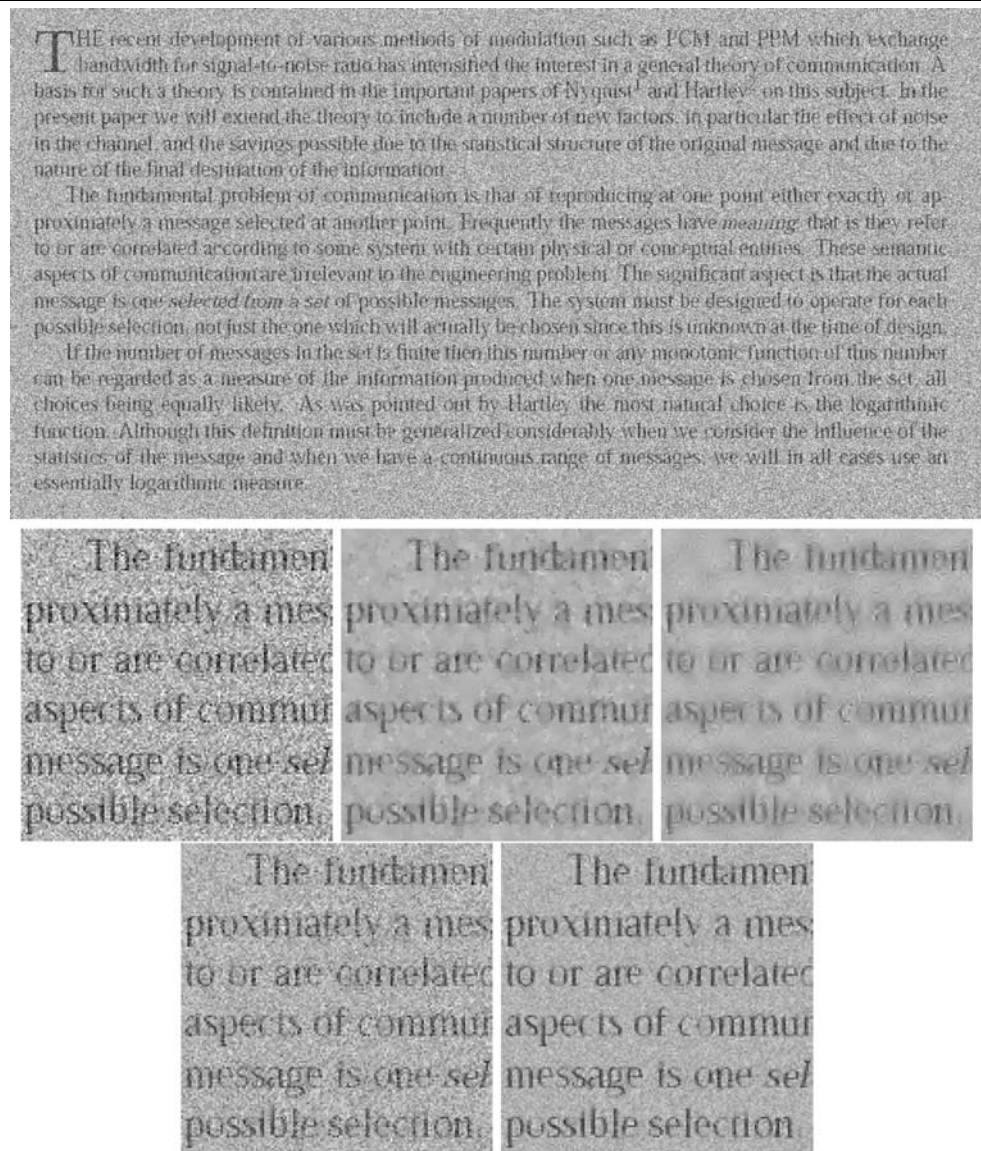 THE recent development of various methods of modulation such as PCM and PPM which exchange
bandwidth for signal-to-noise ratio has intensified the interest in a general theory of communication. A
basis for such a theory is contained in the important papers of Nyquist¹ and Hartley² on this subject. In the
present paper we will extend the theory to include a number of new factors, in particular the effect of noise
in the channel, and the savings possible due to the statistical structure of the original message and due to the
nature of the final destination of the information.
The fundamental problem of communication is that of reproducing at one point either exactly or ap-
proximately a message selected at another point. Frequently the messages have meaning; that is they refer
to or are correlated according to some system with certain physical or conceptual entities. These semantic
aspects of communication are irrelevant to the engineering problem. The significant aspect is that the actual
message is one selected from a set of possible messages. The system must be designed to operate for each
possible selection, not just the one which will actually be chosen since this is unknown at the time of design.
If the number of messages in the set is finite then this number or any monotonic function of this number
can be regarded as a measure of the information produced when one message is chosen from the set, all
choices being equally likely. As was pointed out by Hartley the most natural choice is the logarithmic
function. Although this definition must be generalized considerably when we consider the influence of the
statistics of the message and when we have a continuous range of messages, we will in all cases use an
essentially logarithmic measure.
The fundamen
proximately a mes
to or are correlated
aspects of commun
message is one sel
possible selection,
The fundamen
proximately a mes
to or are correlated
aspects of commun
message is one sel
possible selection,
The fundamen
proximately a mes
to or are correlated
aspects of commun
message is one sel
possible selection,
The fundamen
proximately a mes
to or are correlated
aspects of commun
message is one sel
possible selection,
The fundamen
proximately a mes
to or are correlated
aspects of commun
message is one sel
possible selection